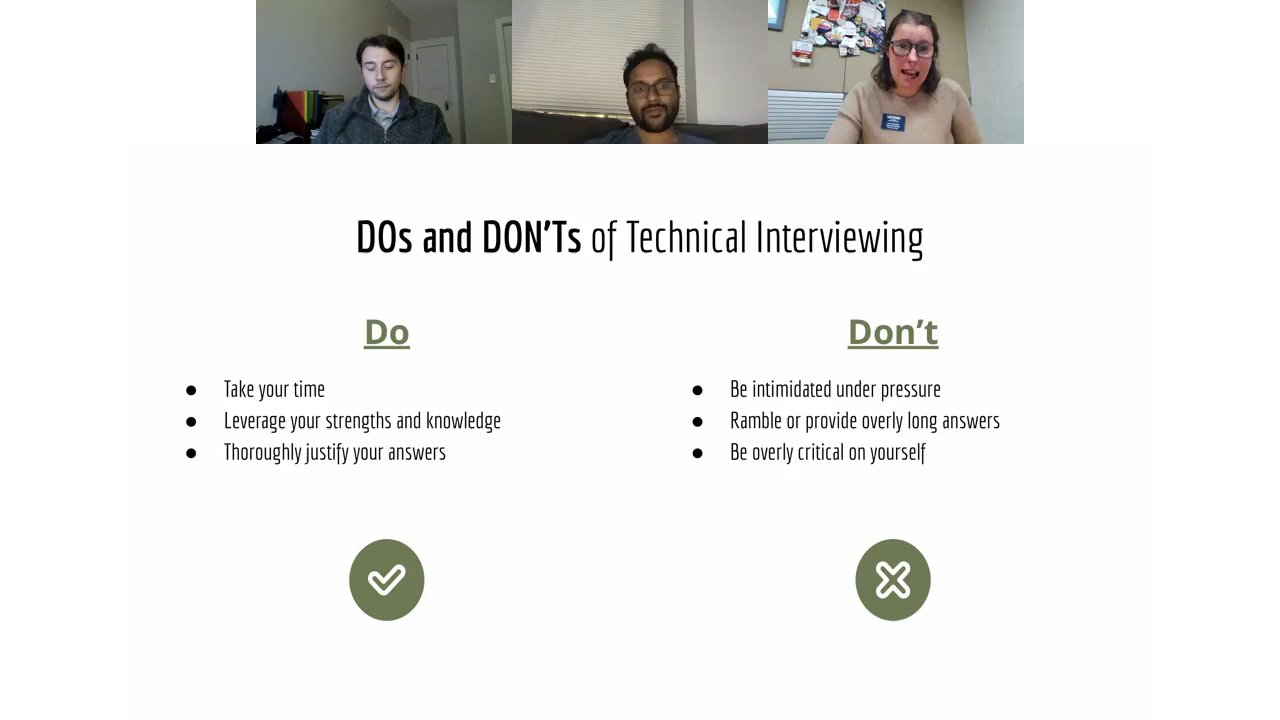 DOs and DON'Ts of Technical Interviewing
Do
● Take your time
● Leverage your strengths and knowledge
● Thoroughly justify your answers
Don't
● Be intimidated under pressure
● Ramble or provide overly long answers
● Be overly critical on yourself